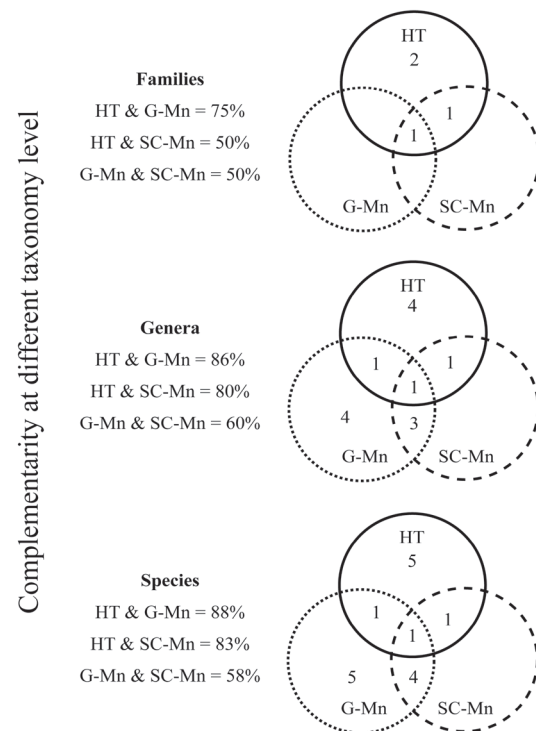 Complementarity at different taxonomy level
Families
HT & G-Mn = 75%
HT & SC-Mn = 50%
G-Mn & SC-Mn = 50%
HT
2
1
1
G-Mn SC-Mn
Genera
HT & G-Mn = 86%
HT & SC-Mn = 80%
G-Mn & SC-Mn = 60%
HT
4
1 1
1
4 3
G-Mn SC-Mn
Species
HT & G-Mn = 88%
HT & SC-Mn = 83%
G-Mn & SC-Mn = 58%
HT
5
1 1
1
5 4
G-Mn SC-Mn